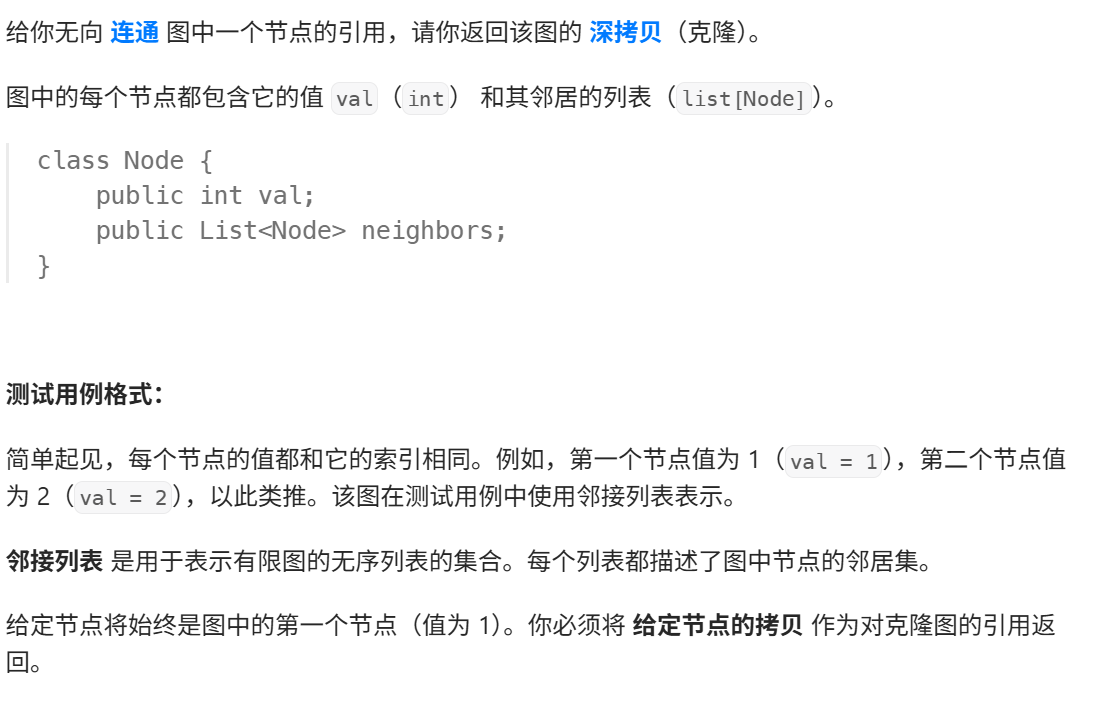 给你无向 连通 图中一个节点的引用，请你返回该图的 深拷贝（克隆）。
图中的每个节点都包含它的值 val（int） 和其邻居的列表（list[Node]）。
class Node {
    public int val;
    public List<Node> neighbors;
}
测试用例格式：
简单起见，每个节点的值都和它的索引相同。例如，第一个节点值为 1（val = 1），第二个节点值
为 2（val = 2），以此类推。该图在测试用例中使用邻接列表表示。
邻接列表 是用于表示有限图的无序列表的集合。每个列表都描述了图中节点的邻居集。
给定节点将始终是图中的第一个节点（值为 1）。你必须将 给定节点的拷贝 作为对克隆图的引用返
回。